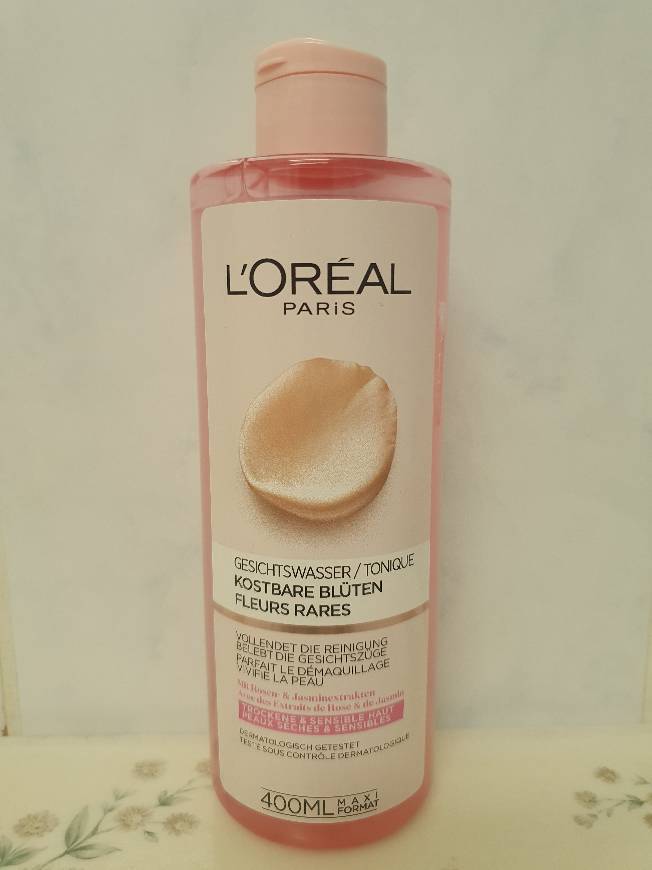 L'ORÉAL
PARiS
GESICHTSWASSER / TONIQUE
KOSTBARE BLÜTEN
FLEURS RARES
VOLLENDET DIE REINIGUNG
BELEBT DIE GESICHTSZÜGE
PARFAIT LE DÉMAQUILLAGE
VIVIFIE LA PEAU
Mit Rosen- & Jasminextrakten
Avec des Extraits de Rose & de Jasmin
TROCKENE & SENSIBLE HAUT
PEAUX SÈCHES & SENSIBLES
DERMATOLOGISCH GETESTET
TESTÉ SOUS CONTRÔLE DERMATOLOGIQUE
400ML MAXI
FORMAT